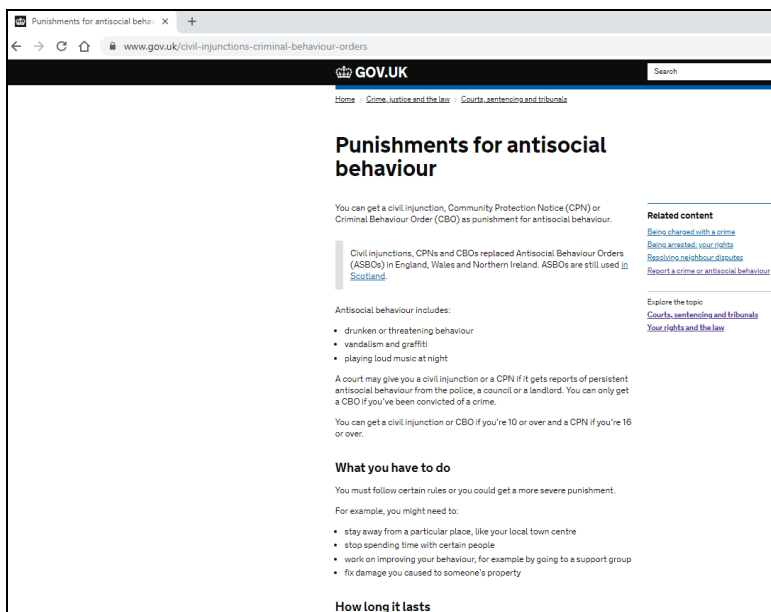 Punishments for antisocial behav
www.gov.uk/civil-injunctions-criminal-behaviour-orders
GOV.UK
Search
Home > Crime, justice and the law > Courts, sentencing and tribunals
Punishments for antisocial
behaviour
You can get a civil injunction, Community Protection Notice (CPN) or
Criminal Behaviour Order (CBO) as punishment for antisocial behaviour.
Civil injunctions, CPNs and CBOs replaced Antisocial Behaviour Orders
(ASBOs) in England, Wales and Northern Ireland. ASBOs are still used in
Scotland.
Antisocial behaviour includes:
• drunken or threatening behaviour
• vandalism and graffiti
• playing loud music at night
A court may give you a civil injunction or a CPN if it gets reports of persistent
antisocial behaviour from the police, a council or a landlord. You can only get
a CBO if you've been convicted of a crime.
You can get a civil injunction or CBO if you're 10 or over and a CPN if you're 16
or over.
What you have to do
You must follow certain rules or you could get a more severe punishment.
For example, you might need to:
• stay away from a particular place, like your local town centre
• stop spending time with certain people
• work on improving your behaviour, for example by going to a support group
• fix damage you caused to someone's property
How long it lasts
Related content
Being charged with a crime
Being arrested: your rights
Resolving neighbour disputes
Report a crime or antisocial behaviour
Explore the topic
Courts, sentencing and tribunals
Your rights and the law